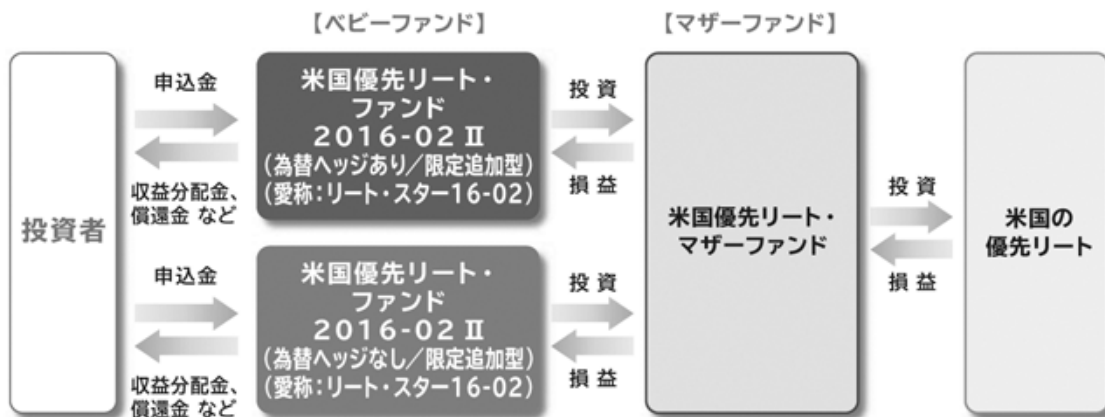 【ベビーファンド】
【マザーファンド】
投資者
申込金
収益分配金、
償還金 など
米国優先リート・
ファンド
2016-02 Ⅱ
(為替ヘッジあり／限定追加型)
(愛称：リート・スター16-02)
投 資
損 益
申込金
収益分配金、
償還金 など
米国優先リート・
ファンド
2016-02 Ⅱ
(為替ヘッジなし／限定追加型)
(愛称：リート・スター16-02)
投 資
損 益
米国優先リート・
マザーファンド
投 資
損 益
米国の
優先リート